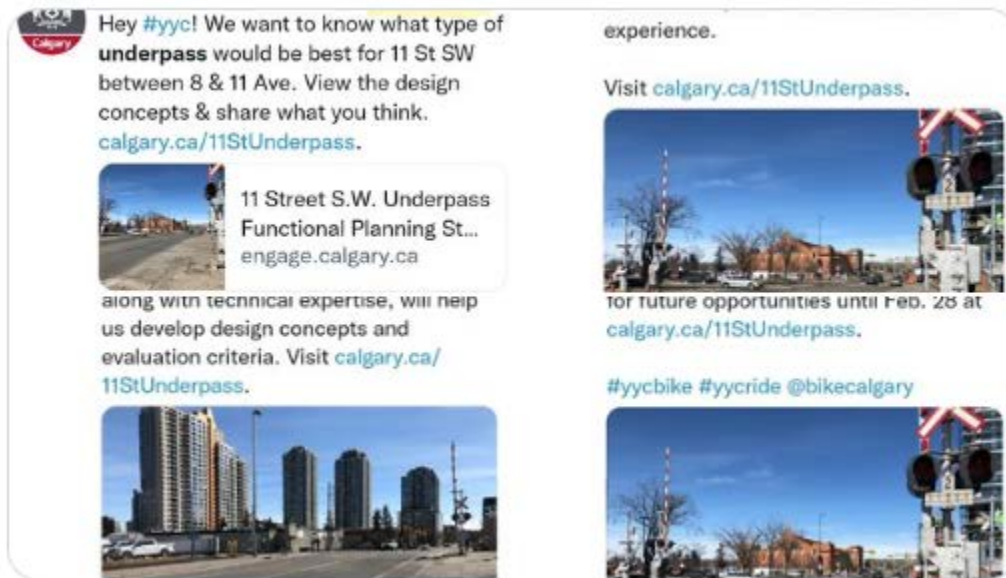 Calgary
Hey #yyc! We want to know what type of
underpass would be best for 11 St SW
between 8 & 11 Ave. View the design
concepts & share what you think.
calgary.ca/11StUnderpass.
11 Street S.W. Underpass
Functional Planning St...
engage.calgary.ca
along with technical expertise, will help
us develop design concepts and
evaluation criteria. Visit calgary.ca/
11StUnderpass.
experience.
Visit calgary.ca/11StUnderpass.
2
for future opportunities until Feb. 28 at
calgary.ca/11StUnderpass.
#yycbike #yycride @bikecalgary